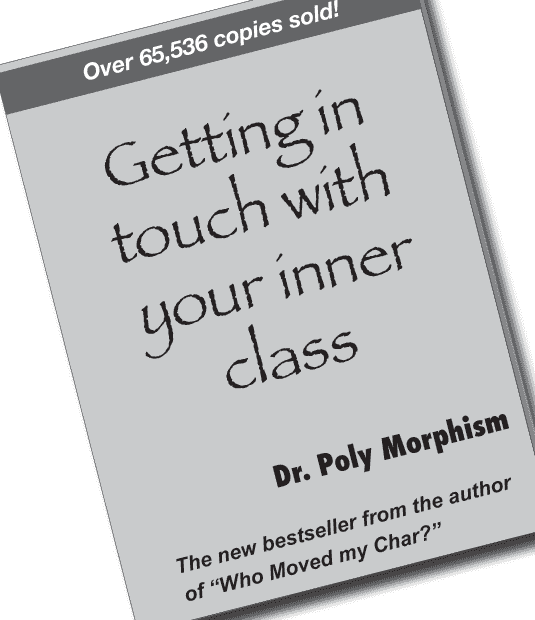 Over 65,536 copies sold!
Getting in
touch with
your inner
class
Dr. Poly Morphism
The new bestseller from the author
of “Who Moved my Char?”